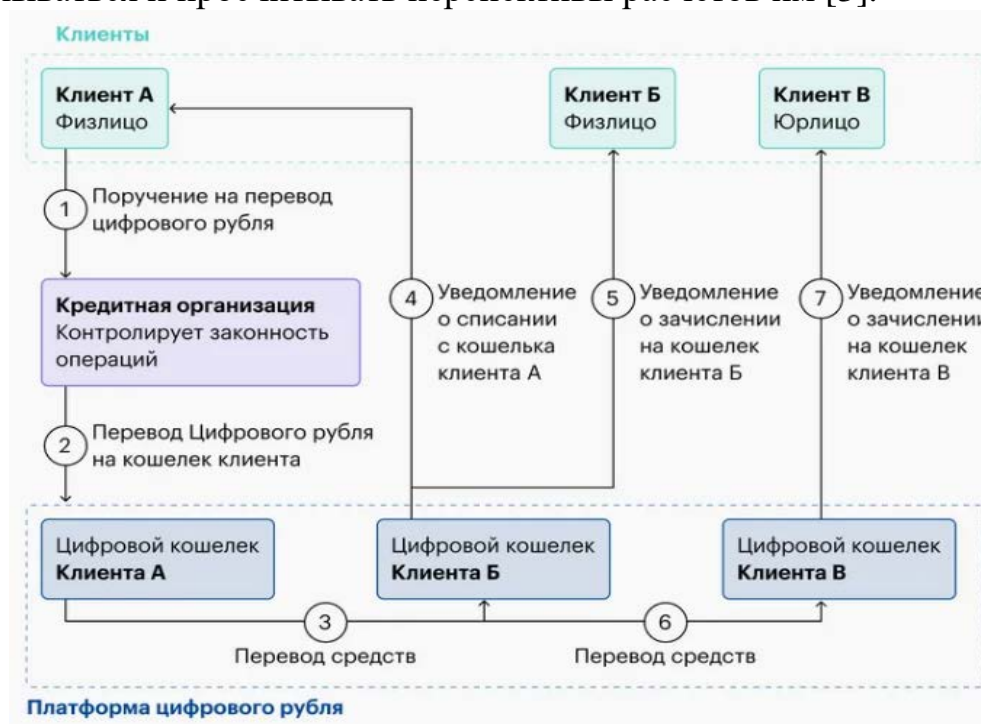 Клиенты
Клиент А
Физлицо
Клиент Б
Физлицо
Клиент В
Юрлицо
1
Поручение на перевод
цифрового рубля
Кредитная организация
Контролирует законность
операций
4
Уведомление
о списании
с кошелька
клиента А
5
Уведомление
о зачислении
на кошелек
клиента Б
7
Уведомление
о зачислении
на кошелек
клиента В
2
Перевод Цифрового рубля
на кошелек клиента
Цифровой кошелек
Клиента А
Цифровой кошелек
Клиента Б
Цифровой кошелек
Клиента В
3
Перевод средств
6
Перевод средств
Платформа цифрового рубля